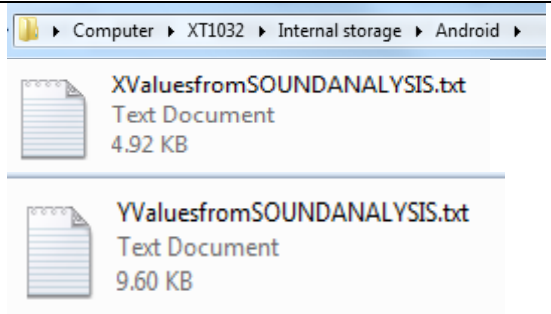 Computer ▸ XT1032 ▸ Internal storage ▸ Android ▸
XValuesfromSOUNDANALYSIS.txt
Text Document
4.92 KB
YValuesfromSOUNDANALYSIS.txt
Text Document
9.60 KB